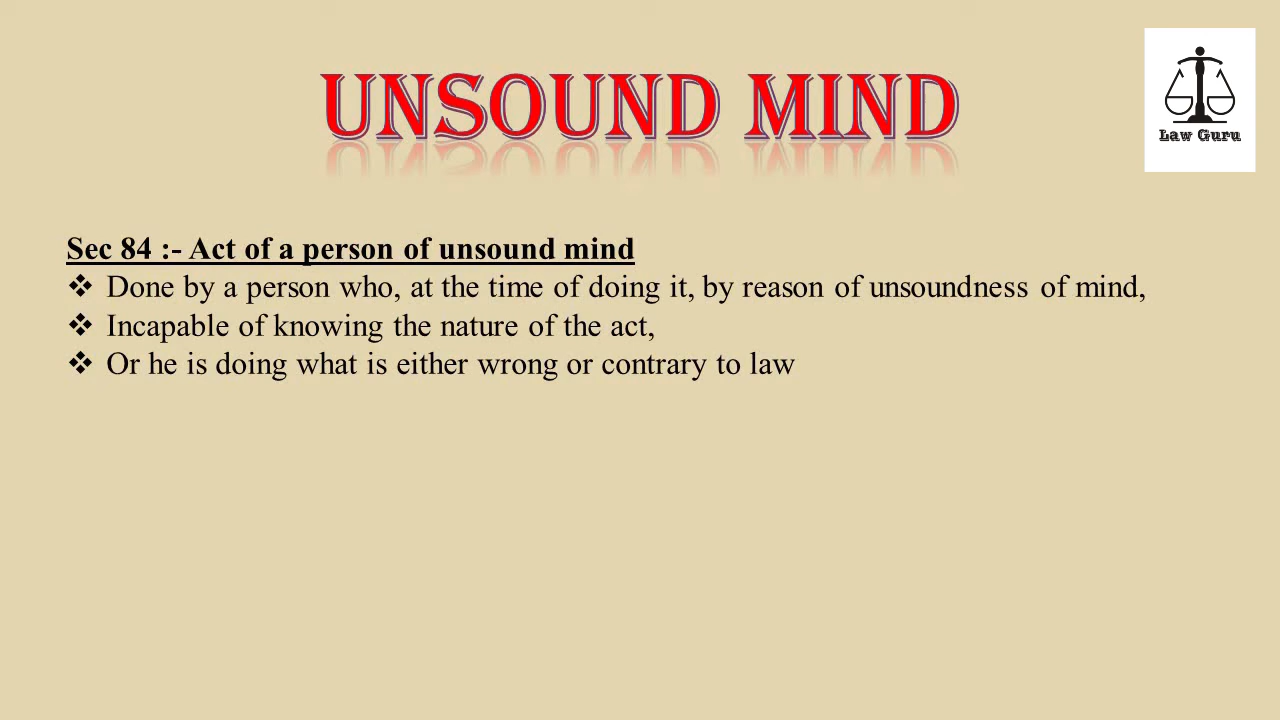 UNSOUND MIND
Law Guru
Sec 84 :- Act of a person of unsound mind
❖ Done by a person who, at the time of doing it, by reason of unsoundness of mind,
❖ Incapable of knowing the nature of the act,
❖ Or he is doing what is either wrong or contrary to law